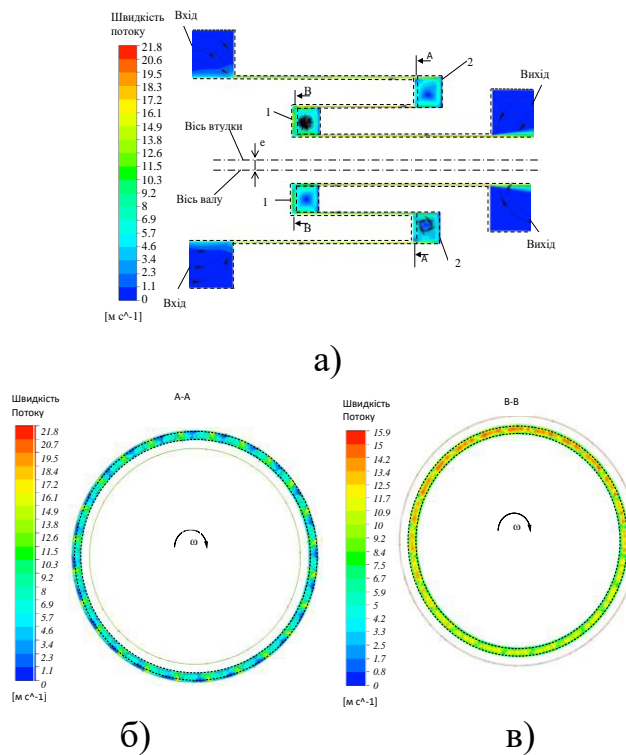 Швидкість
потоку
21.8
20.7
19.5
18.4
17.2
16.1
14.9
13.8
12.6
11.5
10.3
9.2
8
6.9
5.7
4.6
3.4
2.3
1.1
0
[м с^-1]
Вхід
A
2
Вихід
B
1
Вісь втулки
e
Вісь валу
1
B
A
2
Вихід
Вхід
а)
Швидкість
Потоку
21.8
20.7
19.5
18.4
17.2
16.1
14.9
13.8
12.6
11.5
10.3
9.2
8
6.9
5.7
4.6
3.4
2.3
1.1
0
[м с^-1]
A-A
ω
б)
Швидкість
Потоку
15.9
15
14.2
13.4
12.5
11.7
10.9
10
9.2
8.4
7.5
6.7
5.9
5
4.2
3.3
2.5
1.7
0.8
0
[м с^-1]
B-B
ω
в)